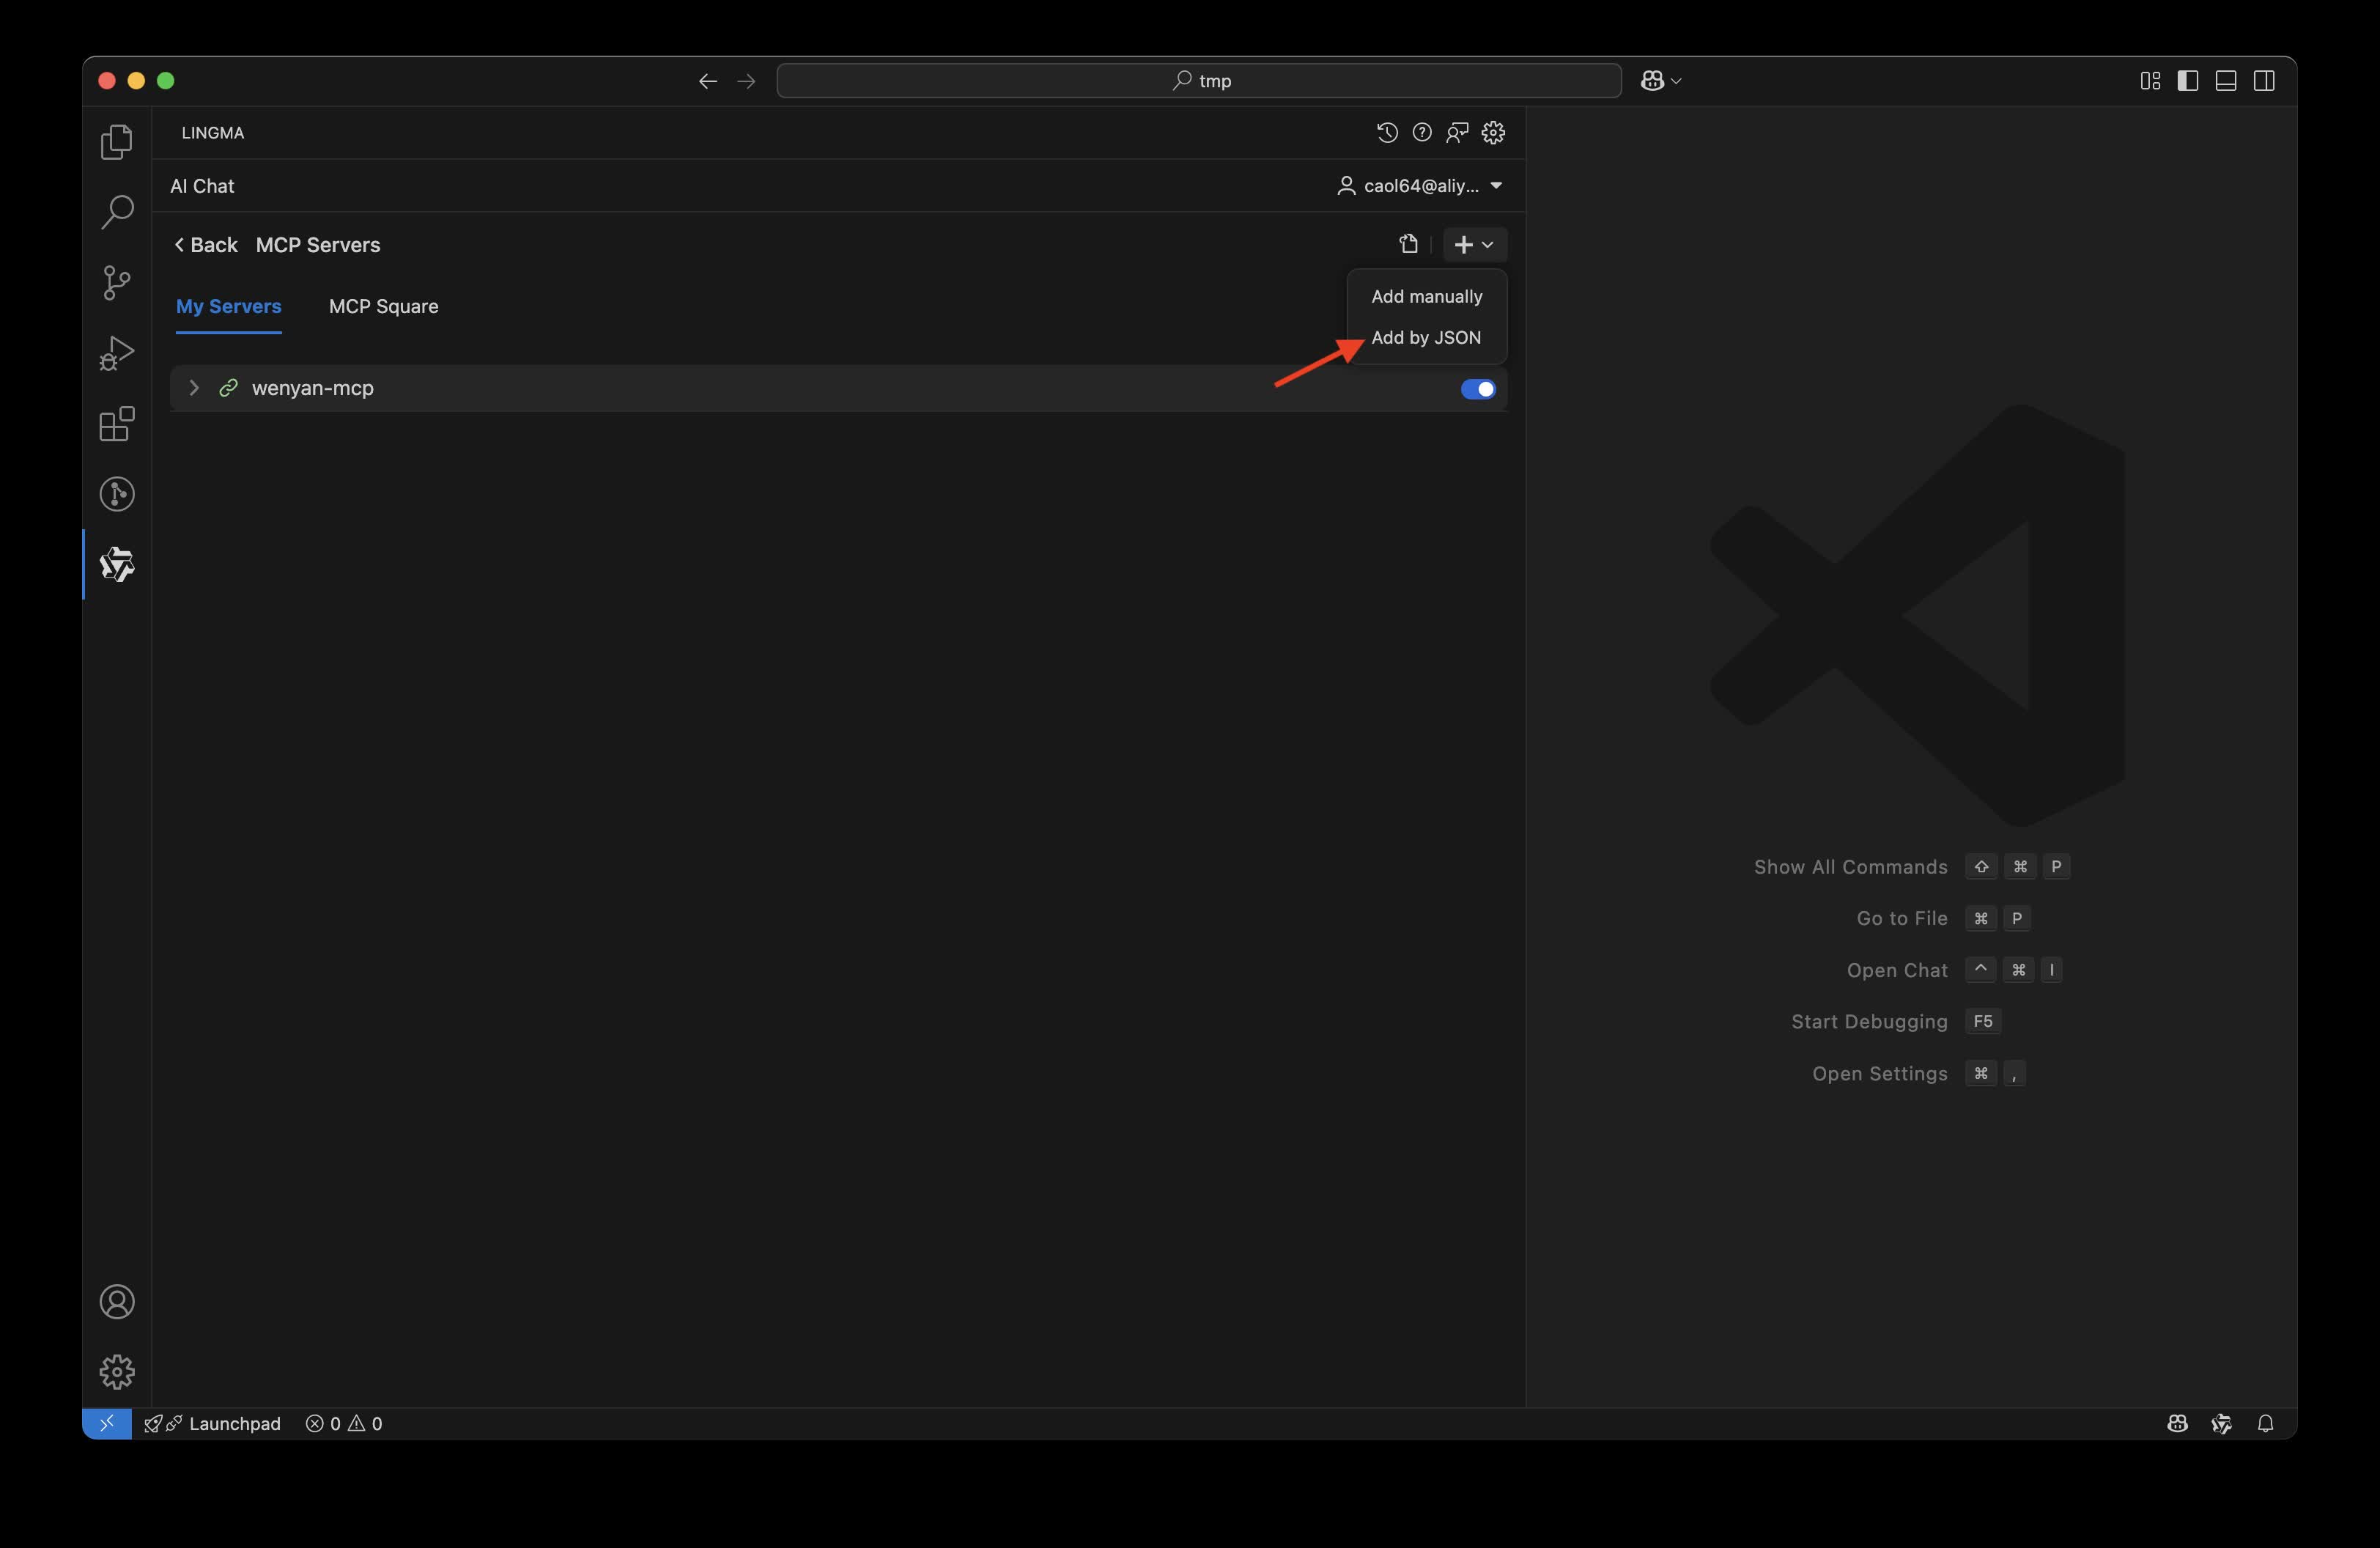 tmp
LINGMA
AI Chat
caol64@aliy...
Back MCP Servers
Add manually
Add by JSON
My Servers MCP Square
wenyan-mcp
Show All Commands ⇧ ⌘ P
Go to File ⌘ P
Open Chat ^ ⌘ I
Start Debugging F5
Open Settings ⌘ ,
Launchpad 0 0